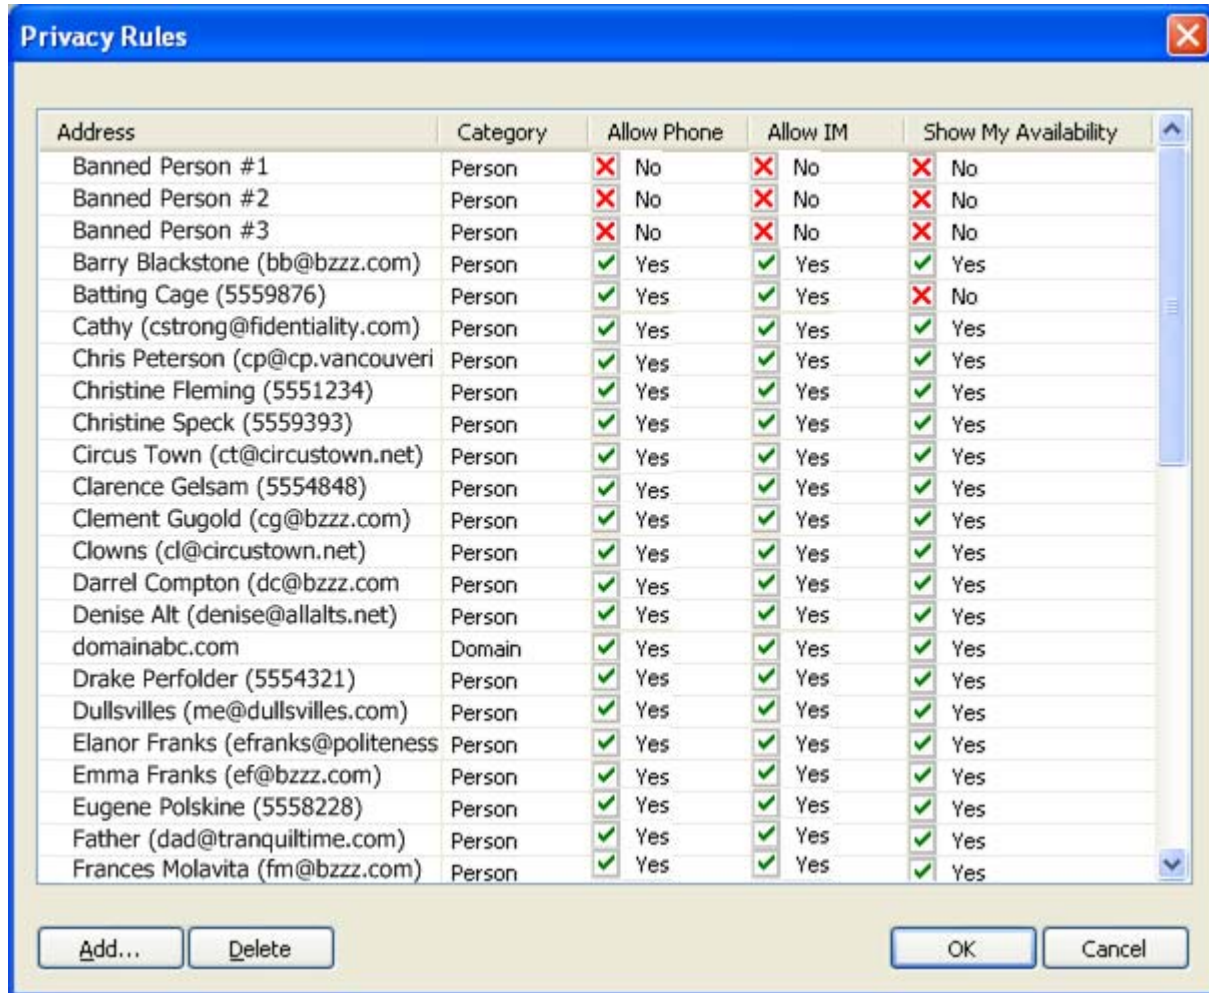 Privacy Rules
Address Category Allow Phone Allow IM Show My Availability
Banned Person #1 Person No No No
Banned Person #2 Person No No No
Banned Person #3 Person No No No
Barry Blackstone (bb@bzzz.com) Person Yes Yes Yes
Batting Cage (5559876) Person Yes Yes No
Cathy (cstrong@fidentiality.com) Person Yes Yes Yes
Chris Peterson (cp@cp.vancouveri Person Yes Yes Yes
Christine Fleming (5551234) Person Yes Yes Yes
Christine Speck (5559393) Person Yes Yes Yes
Circus Town (ct@circustown.net) Person Yes Yes Yes
Clarence Gelsam (5554848) Person Yes Yes Yes
Clement Gugold (cg@bzzz.com) Person Yes Yes Yes
Clowns (cl@circustown.net) Person Yes Yes Yes
Darrel Compton (dc@bzzz.com Person Yes Yes Yes
Denise Alt (denise@allalts.net) Person Yes Yes Yes
domainabc.com Domain Yes Yes Yes
Drake Perfolder (5554321) Person Yes Yes Yes
Dullsvilles (me@dullsvilles.com) Person Yes Yes Yes
Elanor Franks (efranks@politeness Person Yes Yes Yes
Emma Franks (ef@bzzz.com) Person Yes Yes Yes
Eugene Polskine (5558228) Person Yes Yes Yes
Father (dad@tranquiltime.com) Person Yes Yes Yes
Frances Molavita (fm@bzzz.com) Person Yes Yes Yes
Add... Delete OK Cancel